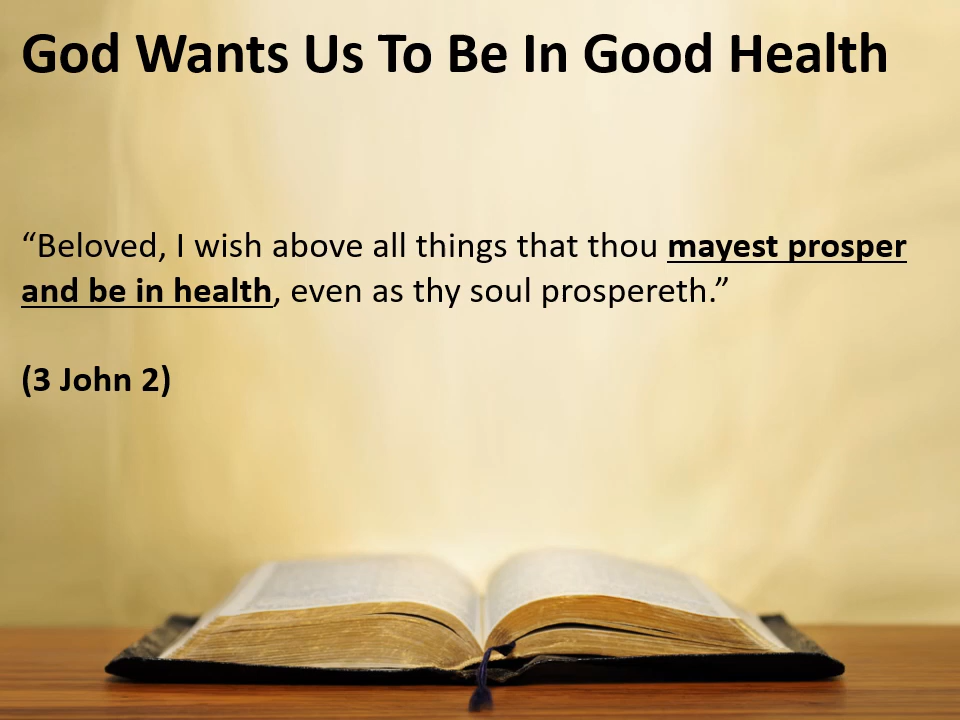 God Wants Us To Be In Good Health
“Beloved, I wish above all things that thou mayest prosper
and be in health, even as thy soul prospereth.”
(3 John 2)